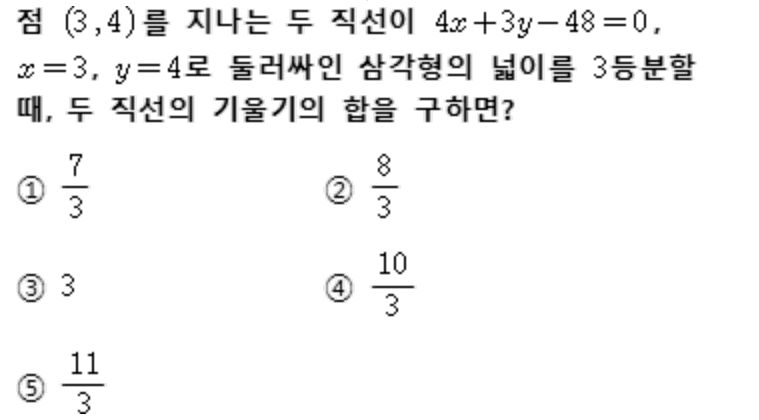 점 (3,4)를 지나는 두 직선이 4x+3y-48=0,
x=3, y=4로 둘러싸인 삼각형의 넓이를 3등분할
때, 두 직선의 기울기의 합을 구하면?
① 7/3 ② 8/3
③ 3 ④ 10/3
⑤ 11/3